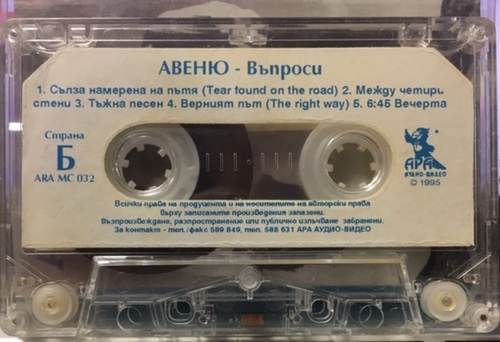 АВЕНЮ - Въпроси
1. Сълза намерена на пътя (Tear found on the road) 2. Между четири
стени 3. Тъжна песен 4. Верният път (The right way) 5. 6:45 Вечерта
Страна
Б
ARA MC 032
АРА
АУДИО-ВИДЕО
© 1995
Всички права на продуцента и на носителите на авторски права
върху записаните произведения запазени.
Възпроизвеждане, разпространение или публично излъчване забранени.
За контакт - тел./факс 589 849, тел. 588 631 АРА АУДИО-ВИДЕО